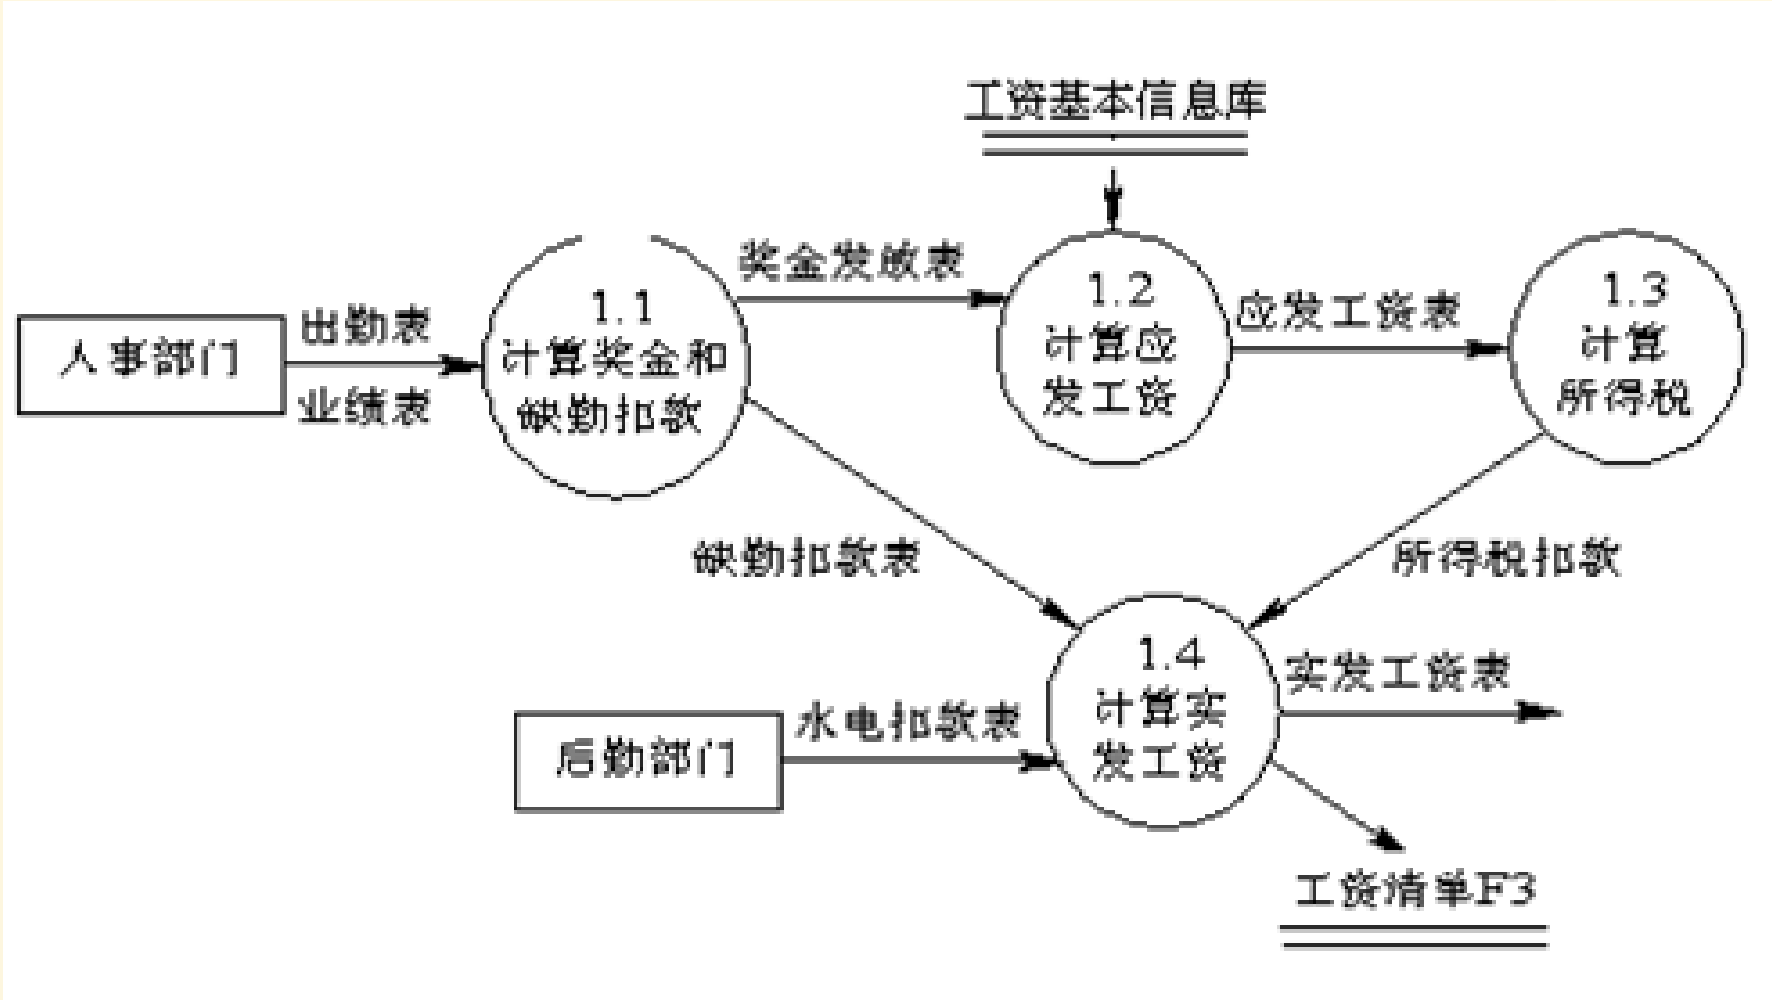 工资基本信息库
奖金发放表
1.1
计算奖金和
缺勤扣款
1.2
计算应
发工资
1.3
计算
所得税
出勤表
业绩表
人事部门
应发工资表
缺勤扣款表
所得税扣款
1.4
计算实
发工资
实发工资表
水电扣款表
后勤部门
工资清单F3